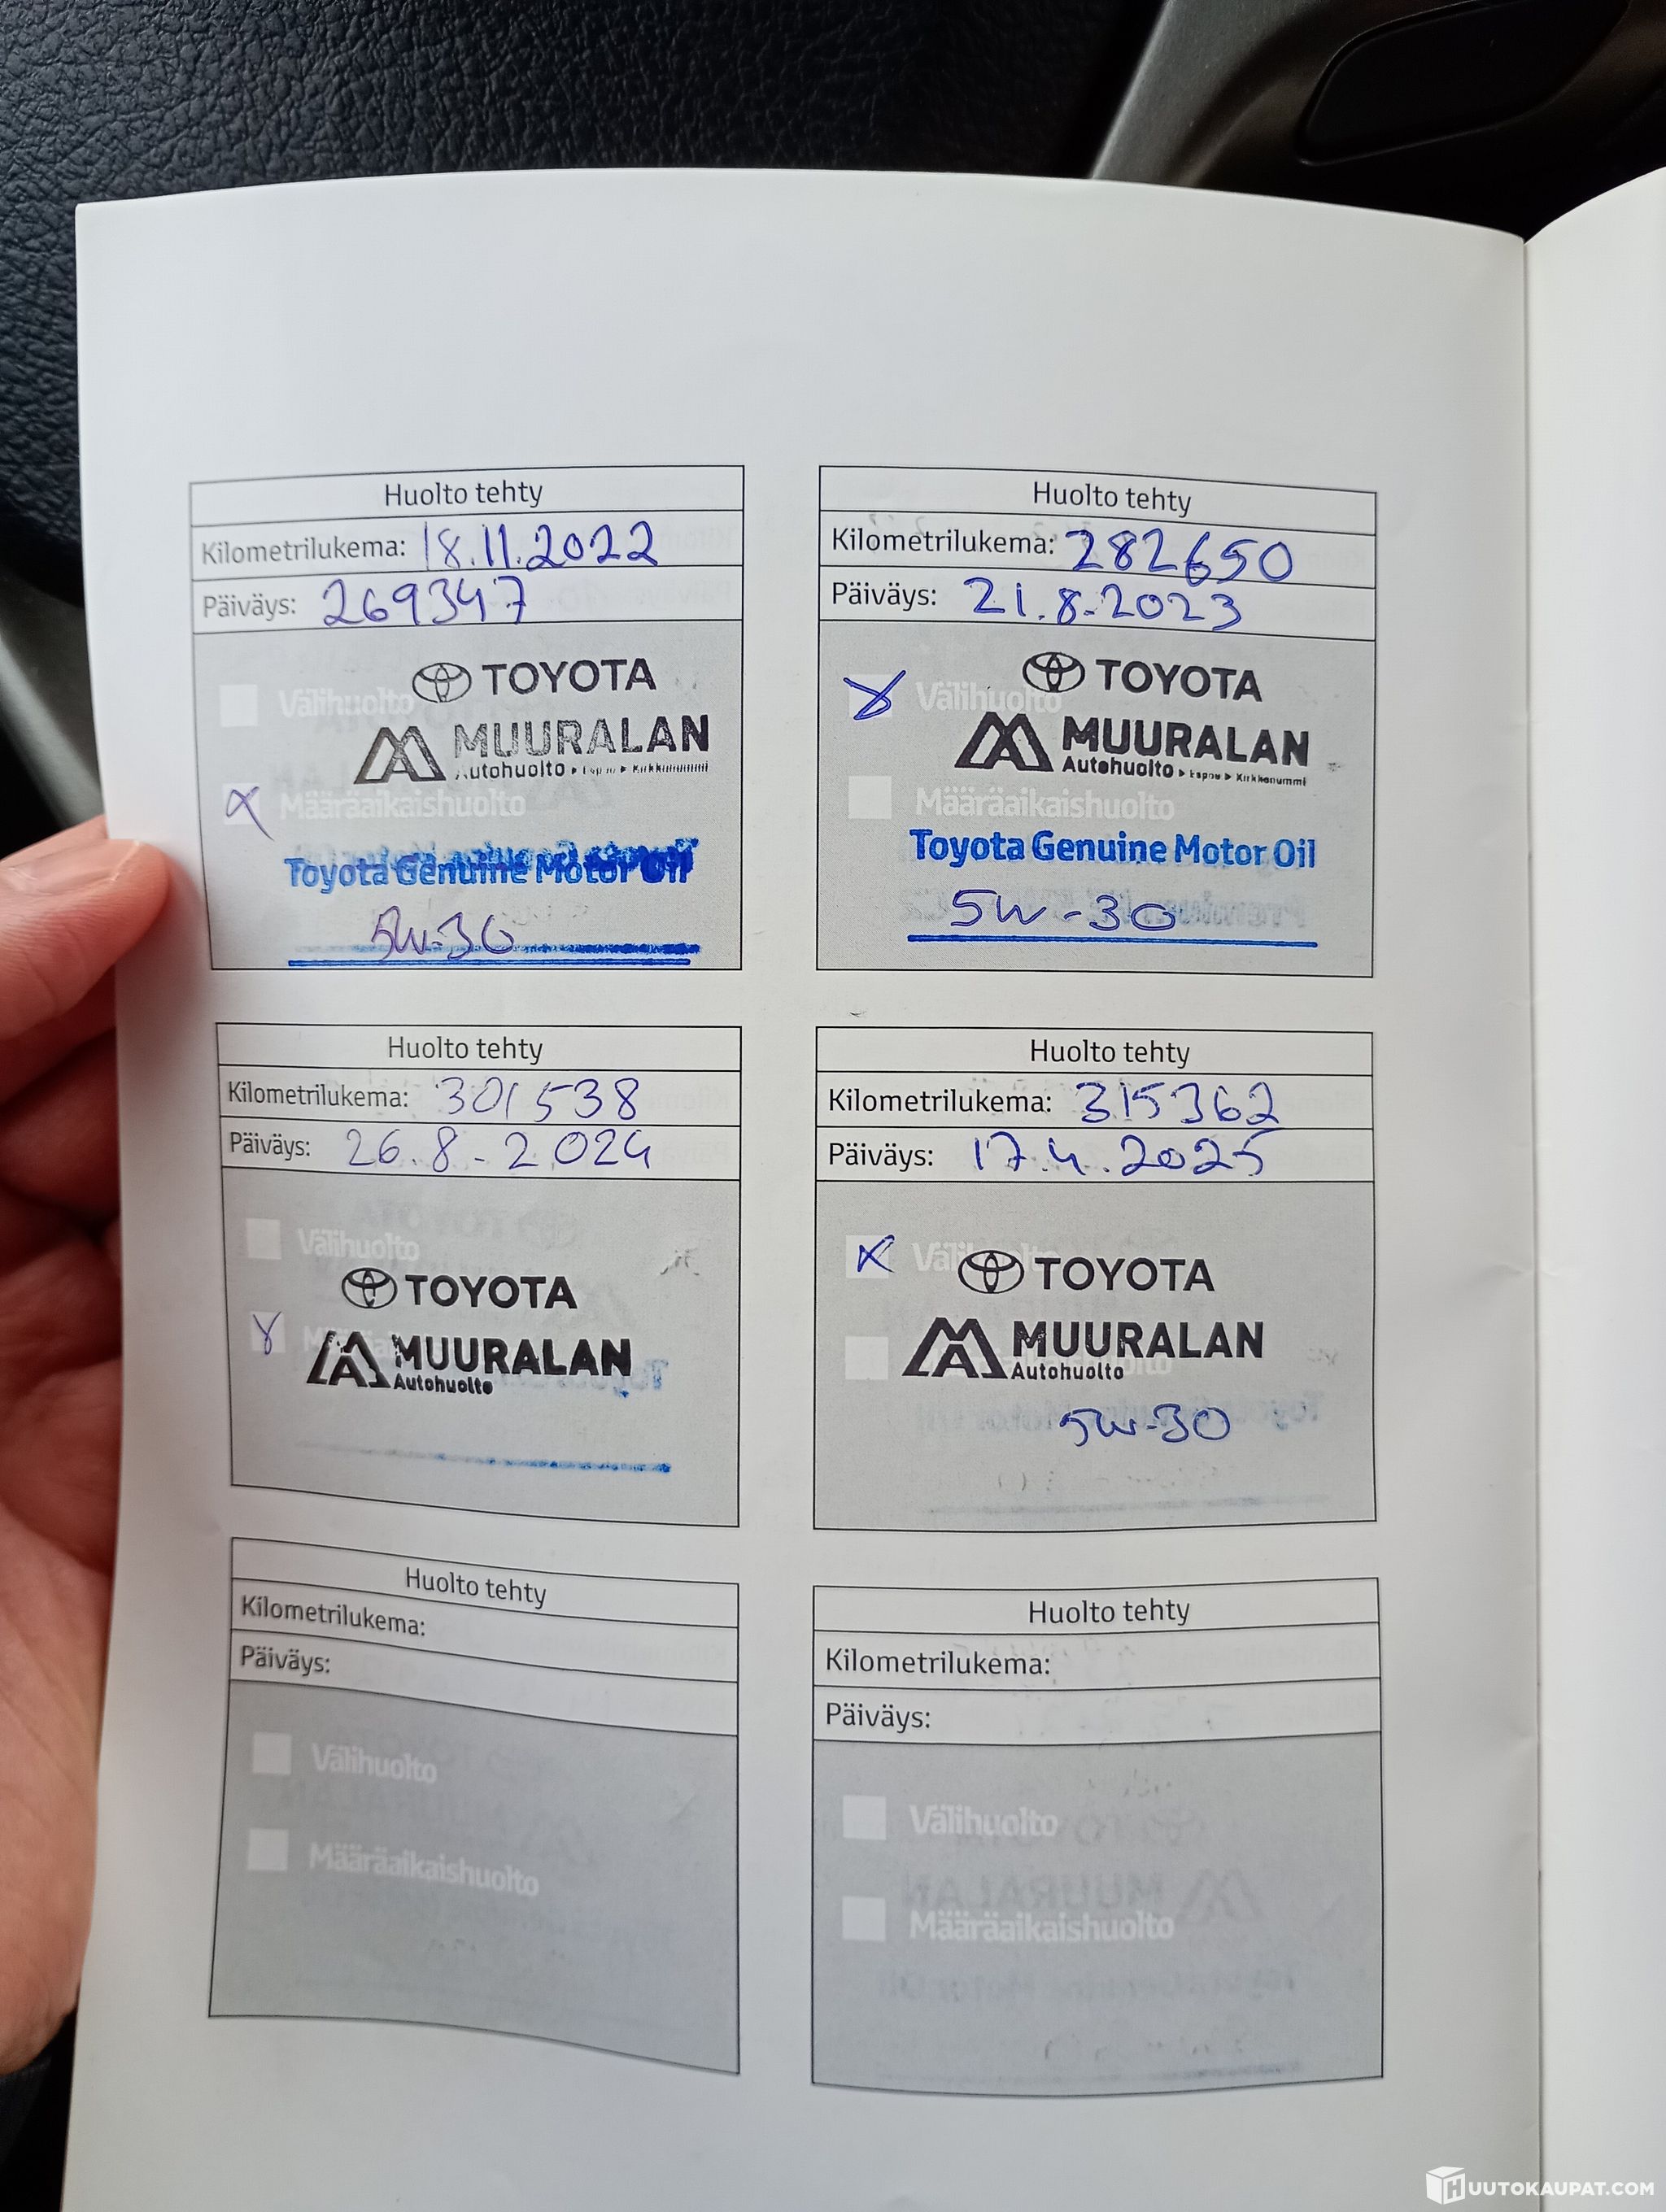 Huolto tehty
Kilometrilukema: 18.11.2022
Päiväys: 269347
Välihuolto
TOYOTA
MUURALAN
Autohuolto ▸ Espoo ▸ Kirkkonummi
Määräaikaishuolto
Toyota Genuine Motor Oil
5W-30
Huolto tehty
Kilometrilukema: 282650
Päiväys: 21.8.2023
Välihuolto
TOYOTA
MUURALAN
Autohuolto ▸ Espoo ▸ Kirkkonummi
Määräaikaishuolto
Toyota Genuine Motor Oil
5W-30
Huolto tehty
Kilometrilukema: 301538
Päiväys: 26.8-2024
Välihuolto
TOYOTA
MUURALAN
Autohuolto
Huolto tehty
Kilometrilukema: 315362
Päiväys: 17.4.2025
TOYOTA
MUURALAN
Autohuolto
5W-30
Huolto tehty
Kilometrilukema:
Päiväys:
Välihuolto
Määräaikaishuolto
Huolto tehty
Kilometrilukema:
Päiväys:
Välihuolto
Määräaikaishuolto
HUUTOKAUPAT.COM